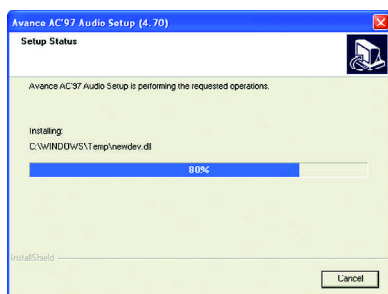 Avance AC'97 Audio Setup (4.70)
Setup Status
Avance AC'97 Audio Setup is performing the requested operations.
Installing:
C:\WINDOWS\Temp\newdev.dll
80%
InstallShield
Cancel